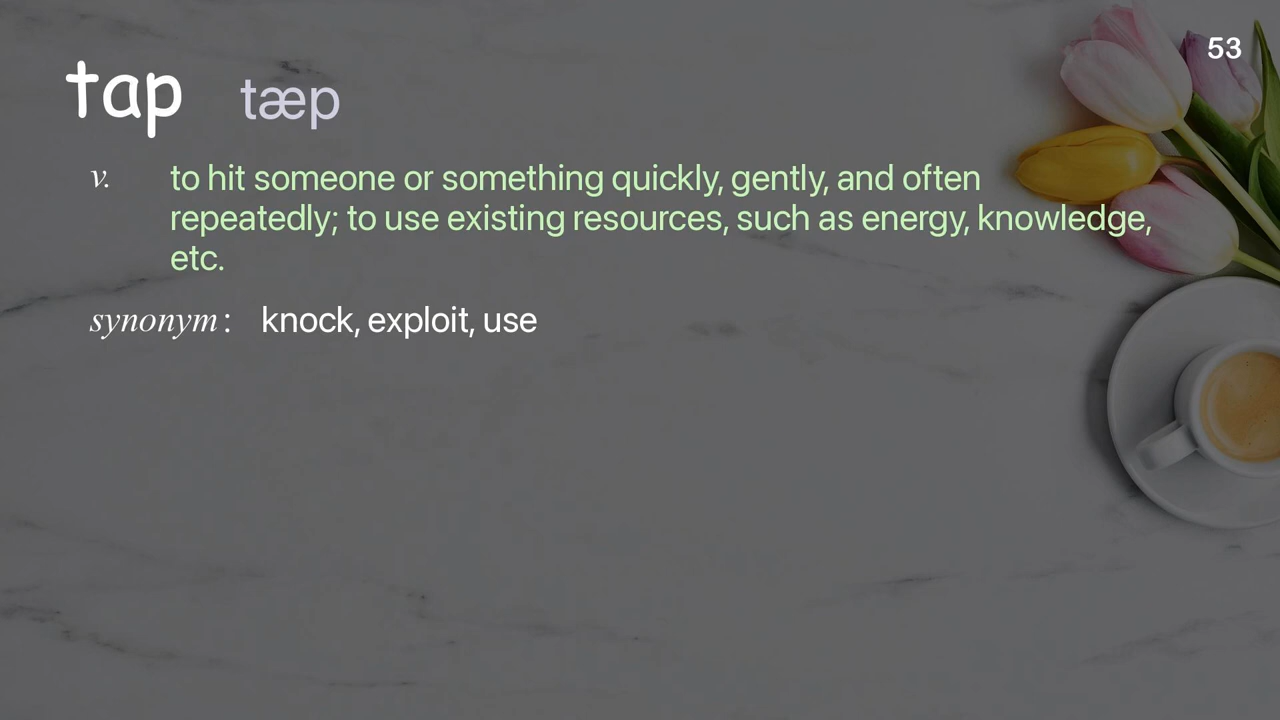 53
tap tæp
v. to hit someone or something quickly, gently, and often
repeatedly; to use existing resources, such as energy, knowledge,
etc.
synonym : knock, exploit, use